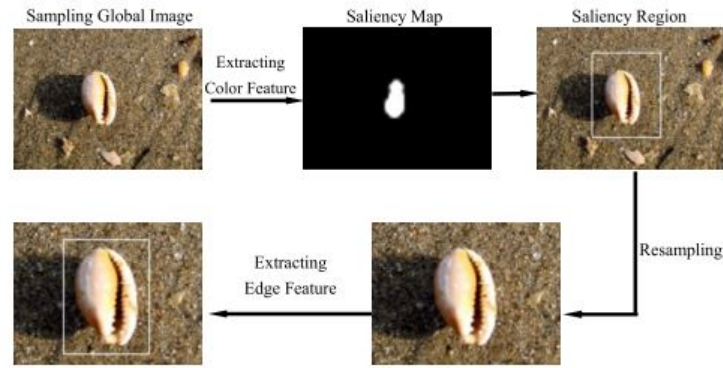 Sampling Global Image
Saliency Map
Saliency Region
Extracting
Color Feature
Resampling
Extracting
Edge Feature